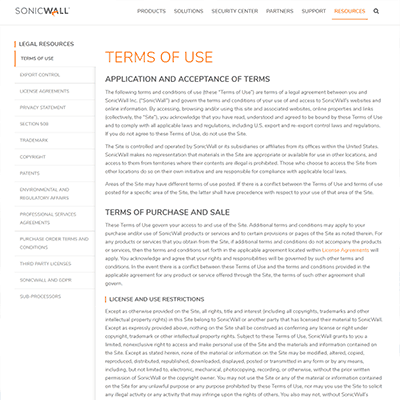 SONICWALL
PRODUCTS SOLUTIONS SECURITY CENTER PARTNERS SUPPORT RESOURCES
LEGAL RESOURCES
TERMS OF USE
EXPORT CONTROL
LICENSE AGREEMENTS
PRIVACY STATEMENT
SECTION 508
TRADEMARK
COPYRIGHT
PATENTS
ENVIRONMENTAL AND
REGULATORY AFFAIRS
PROFESSIONAL SERVICES
AGREEMENTS
PURCHASE ORDER TERMS AND
CONDITIONS
THIRD PARTY LICENSES
SONICWALL AND GDPR
SUB-PROCESSORS
TERMS OF USE
APPLICATION AND ACCEPTANCE OF TERMS
The following terms and conditions of use (these "Terms of Use") are terms of a legal agreement between you and
SonicWall Inc. ("SonicWall") and govern the terms and conditions of your use of and access to SonicWall's websites and
online information. By accessing, browsing and/or using this site and associated websites, online properties and links
(collectively, the "Site"), you acknowledge that you have read, understood and agreed to be bound by these Terms of Use
and to comply with all applicable laws and regulations, including U.S. export and re-export control laws and regulations.
If you do not agree to these Terms of Use, do not use the Site.
The Site is controlled and operated by SonicWall or its subsidiaries or affiliates from its offices within the United States.
SonicWall makes no representation that materials in the Site are appropriate or available for use in other locations, and
access to them from territories where their contents are illegal is prohibited. Those who choose to access the Site from
other locations do so on their own initiative and are responsible for compliance with applicable local laws.
Areas of the Site may have different terms of use posted. If there is a conflict between the Terms of Use and terms of use
posted for a specific area of the Site, the latter shall have precedence with respect to your use of that area of the Site.
TERMS OF PURCHASE AND SALE
These Terms of Use govern your access to and use of the Site. Additional terms and conditions may apply to your
purchase and/or use of SonicWall products or services and to certain provisions or pages of the Site as noted therein. For
any products or services that you obtain from the Site, if additional terms and conditions do not accompany the products
or services, then the terms and conditions set forth in the applicable agreement located within License Agreements will
apply. You acknowledge and agree that your rights and responsibilities will be governed by such other terms and
conditions. In the event there is a conflict between these Terms of Use and the terms and conditions provided in the
applicable agreement for any product or service offered through the Site, the terms of such other agreement shall
govern.
LICENSE AND USE RESTRICTIONS
Except as otherwise provided on the Site, all rights, title and interest (including all copyrights, trademarks and other
intellectual property rights) in this Site belong to SonicWall or another party that has licensed their material to SonicWall.
Except as expressly provided above, nothing on the Site shall be construed as conferring any license or right under
copyright, trademark or other intellectual property rights. Subject to these Terms of Use, SonicWall grants to you a
limited, nonexclusive right to access and make personal use of the Site and the materials and information contained on
the Site. Except as stated herein, none of the material or information on the Site may be modified, altered, copied,
reproduced, distributed, republished, downloaded, displayed, posted or transmitted in any form or by any means,
including, but not limited to, electronic, mechanical, photocopying, recording, or otherwise, without the prior written
permission of SonicWall or the copyright owner. You may not use the Site or any of the material or information contained
on the Site for any unlawful purpose or any purpose prohibited by these Terms of Use, nor may you use the Site to solicit
any illegal activity or any activity that may infringe upon the rights of others. You also may not, without SonicWall's